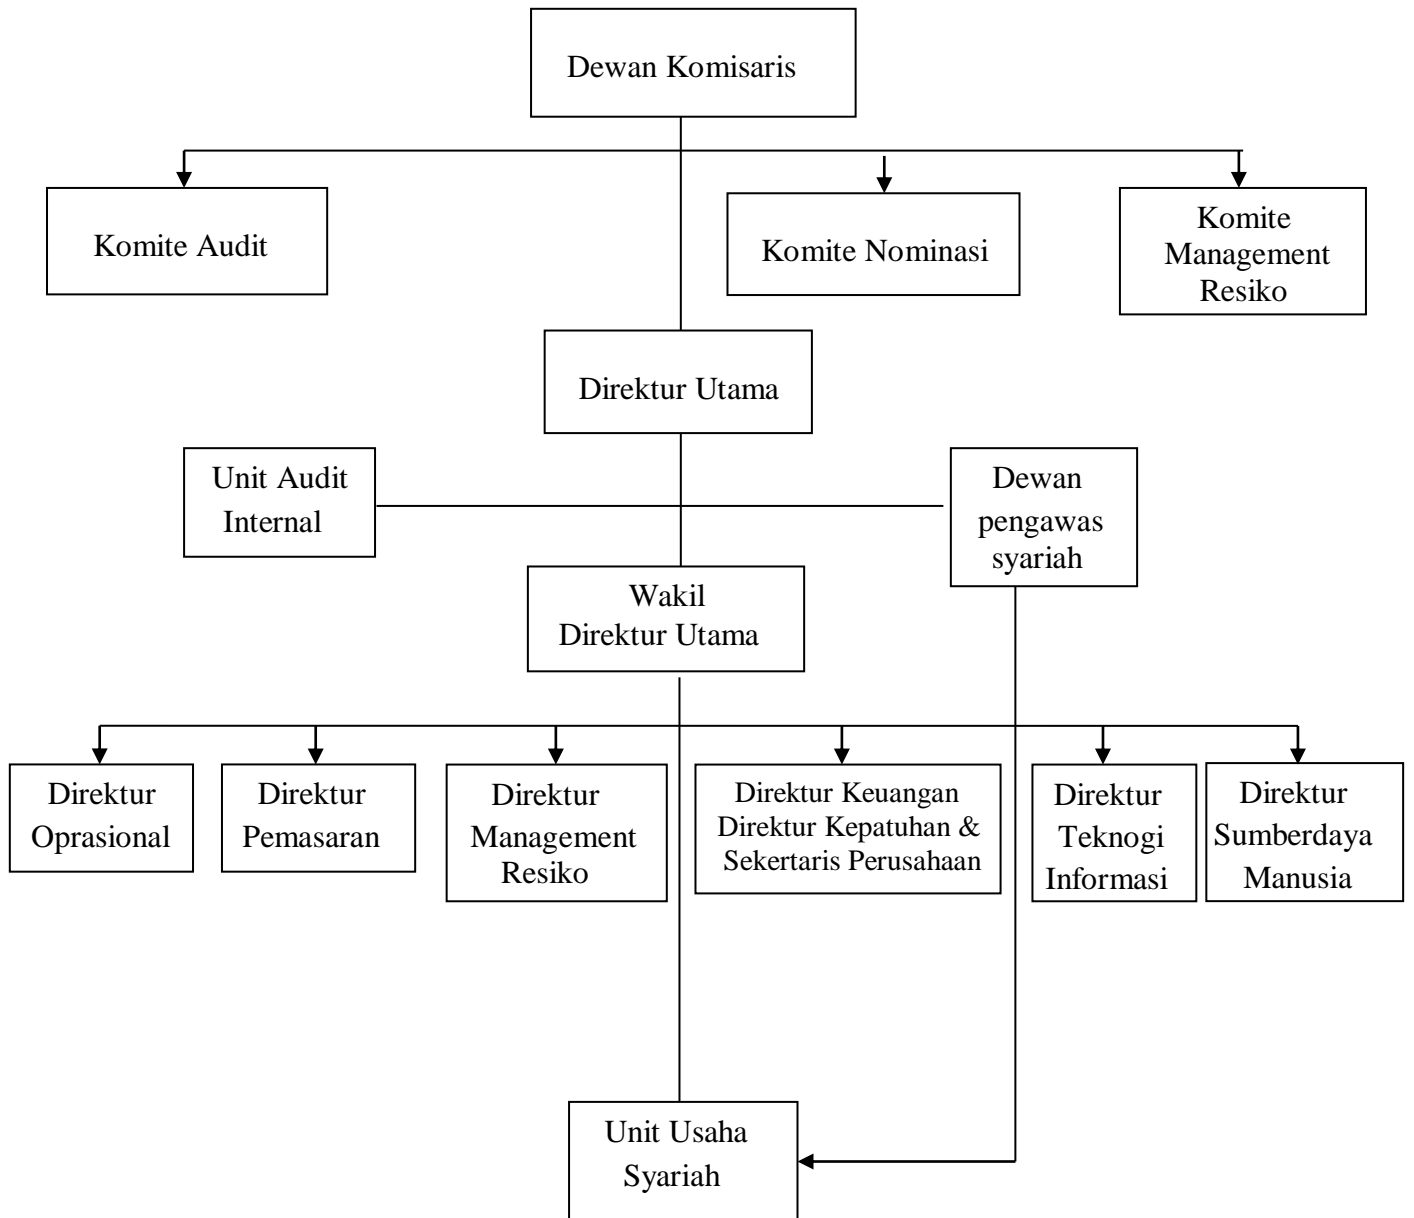 Dewan Komisaris
Komite Audit
Komite Nominasi
Komite
Management
Resiko
Direktur Utama
Unit Audit
Internal
Dewan
pengawas
syariah
Wakil
Direktur Utama
Direktur
Oprasional
Direktur
Pemasaran
Direktur
Management
Resiko
Direktur Keuangan
Direktur Kepatuhan &
Sekertaris Perusahaan
Direktur
Teknogi
Informasi
Direktur
Sumberdaya
Manusia
Unit Usaha
Syariah